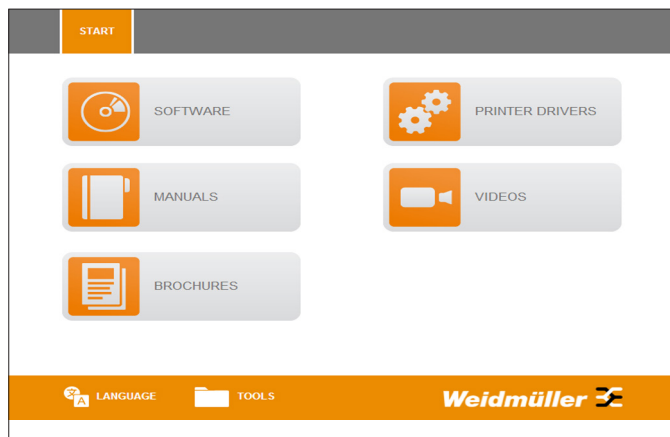 START
SOFTWARE
PRINTER DRIVERS
MANUALS
VIDEOS
BROCHURES
LANGUAGE
TOOLS
Weidmüller